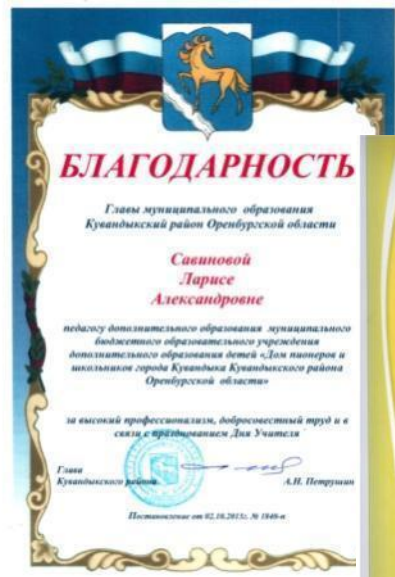 БЛАГОДАРНОСТЬ
Главы муниципального образования
Кувандыкский район Оренбургской области
Савиновой
Ларисе
Александровне
педагогу дополнительного образования муниципального
бюджетного образовательного учреждения
дополнительного образования детей «Дом пионеров и
школьников города Кувандыка Кувандыкского района
Оренбургской области»
за высокий профессионализм, добросовестный труд и в
связи с празднованием Дня Учителя
Глава
Кувандыкского района
А.Н. Петрушин
Постановление от 02.10.2013г. №